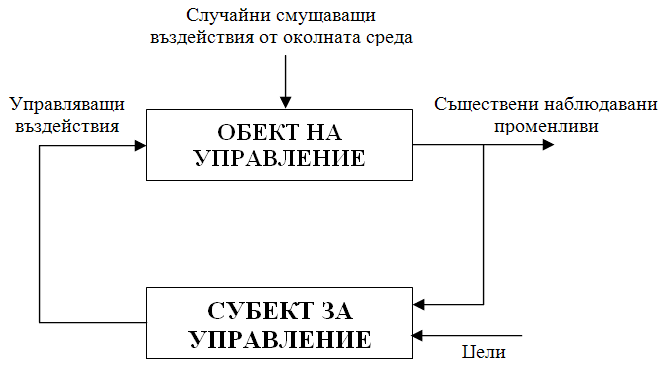 Случайни смущаващи
въздействия от околната среда
Управляващи
въздействия
ОБЕКТ НА
УПРАВЛЕНИЕ
Съществени наблюдавани
променливи
СУБЕКТ ЗА
УПРАВЛЕНИЕ
Цели